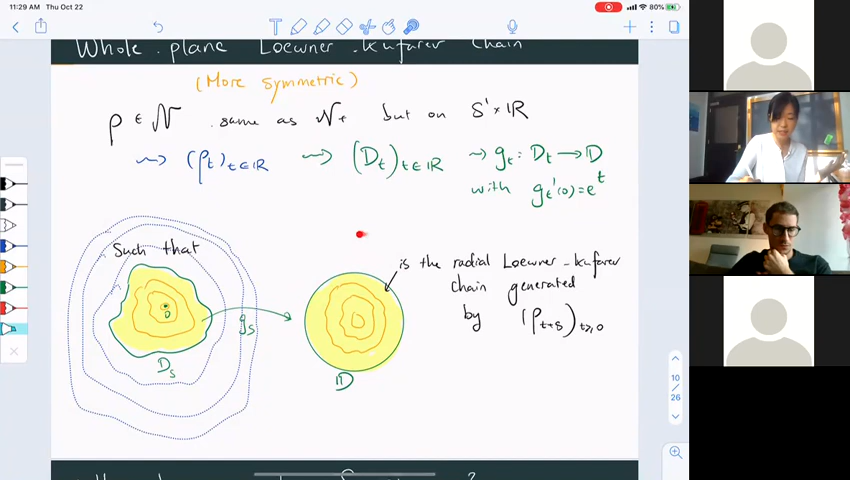 11:29 AM Thu Oct 22
80%
Whole-plane Loewner-Kufarev chain
(More symmetric)
ρ ∈ 𝒩 same as 𝒩+ but on S¹×ℝ
⇝ (ρt)t∈ℝ ⇝ (Dt)t∈ℝ → gt : Dt → 𝔻
with gt'(0) = e^t
Such that
is the radial Loewner-Kufarev
chain generated
by (ρt+s)t≥0
0
gs
Ds
𝔻
10
/
26